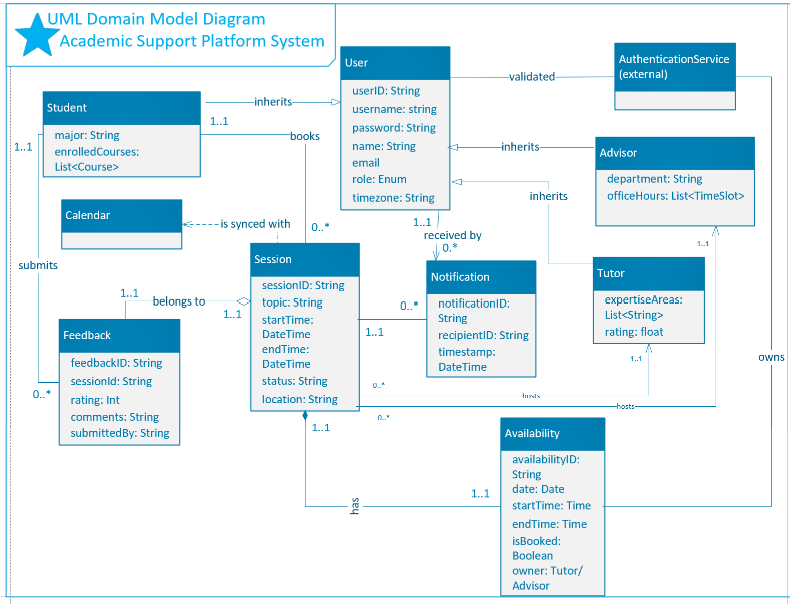 UML Domain Model Diagram
Academic Support Platform System
User
userID: String
username: string
password: String
name: String
email
role: Enum
timezone: String
validated
AuthenticationService
(external)
Student
major: String
enrolledCourses:
List<Course>
inherits
1..1
books
1..1
inherits
Advisor
department: String
officeHours: List<TimeSlot>
inherits
Calendar
is synced with
0..*
1..1
received by
0..*
1..1
submits
Session
sessionID: String
topic: String
startTime:
DateTime
endTime:
DateTime
status: String
location: String
Notification
notificationID:
String
recipientID: String
timestamp:
DateTime
Tutor
expertiseAreas:
List<String>
rating: float
1..1
belongs to
1..1
0..*
1..1
Feedback
feedbackID: String
sessionId: String
rating: Int
comments: String
submittedBy: String
0..*
1..1
owns
0..*
hosts
hosts
0..*
1..1
Availability
availabilityID:
String
date: Date
startTime: Time
endTime: Time
isBooked:
Boolean
owner: Tutor/
Advisor
has
1..1